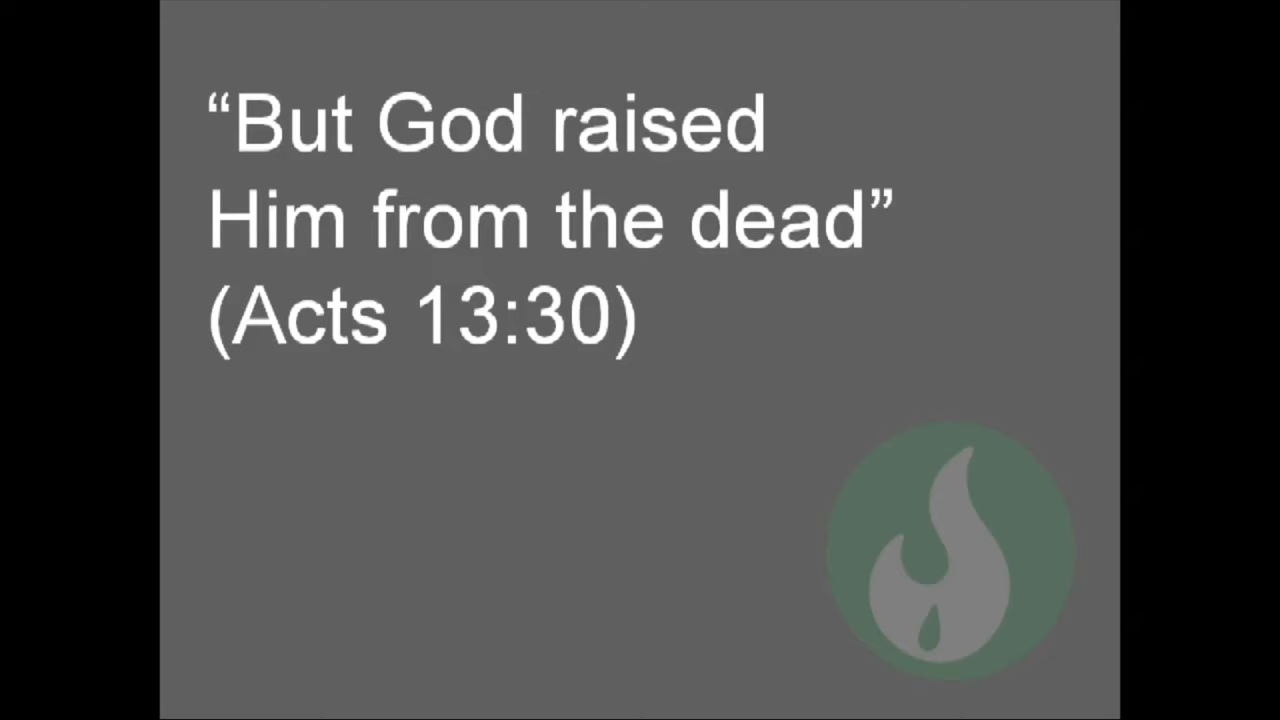 “But God raised
Him from the dead”
(Acts 13:30)